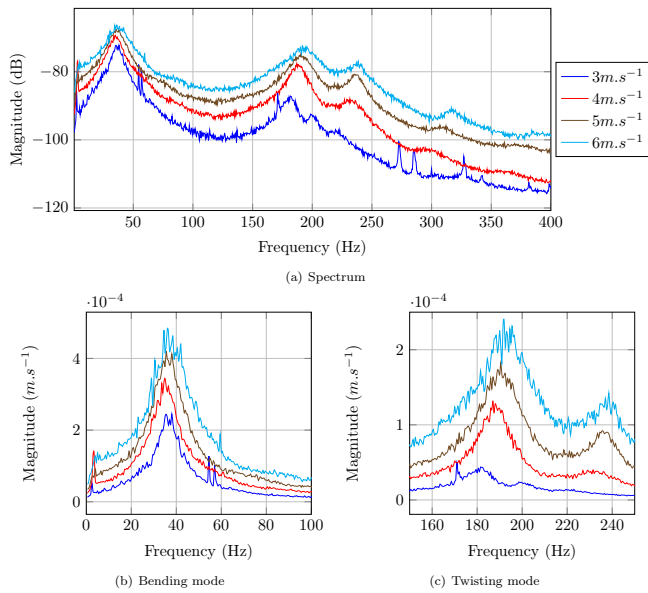 −80
−100
−120
Magnitude (dB)
50 100 150 200 250 300 350 400
Frequency (Hz)
3m.s⁻¹
4m.s⁻¹
5m.s⁻¹
6m.s⁻¹
(a) Spectrum
·10⁻⁴
4
2
0
Magnitude (m.s⁻¹)
0 20 40 60 80 100
Frequency (Hz)
(b) Bending mode
·10⁻⁴
2
1
0
Magnitude (m.s⁻¹)
160 180 200 220 240
Frequency (Hz)
(c) Twisting mode